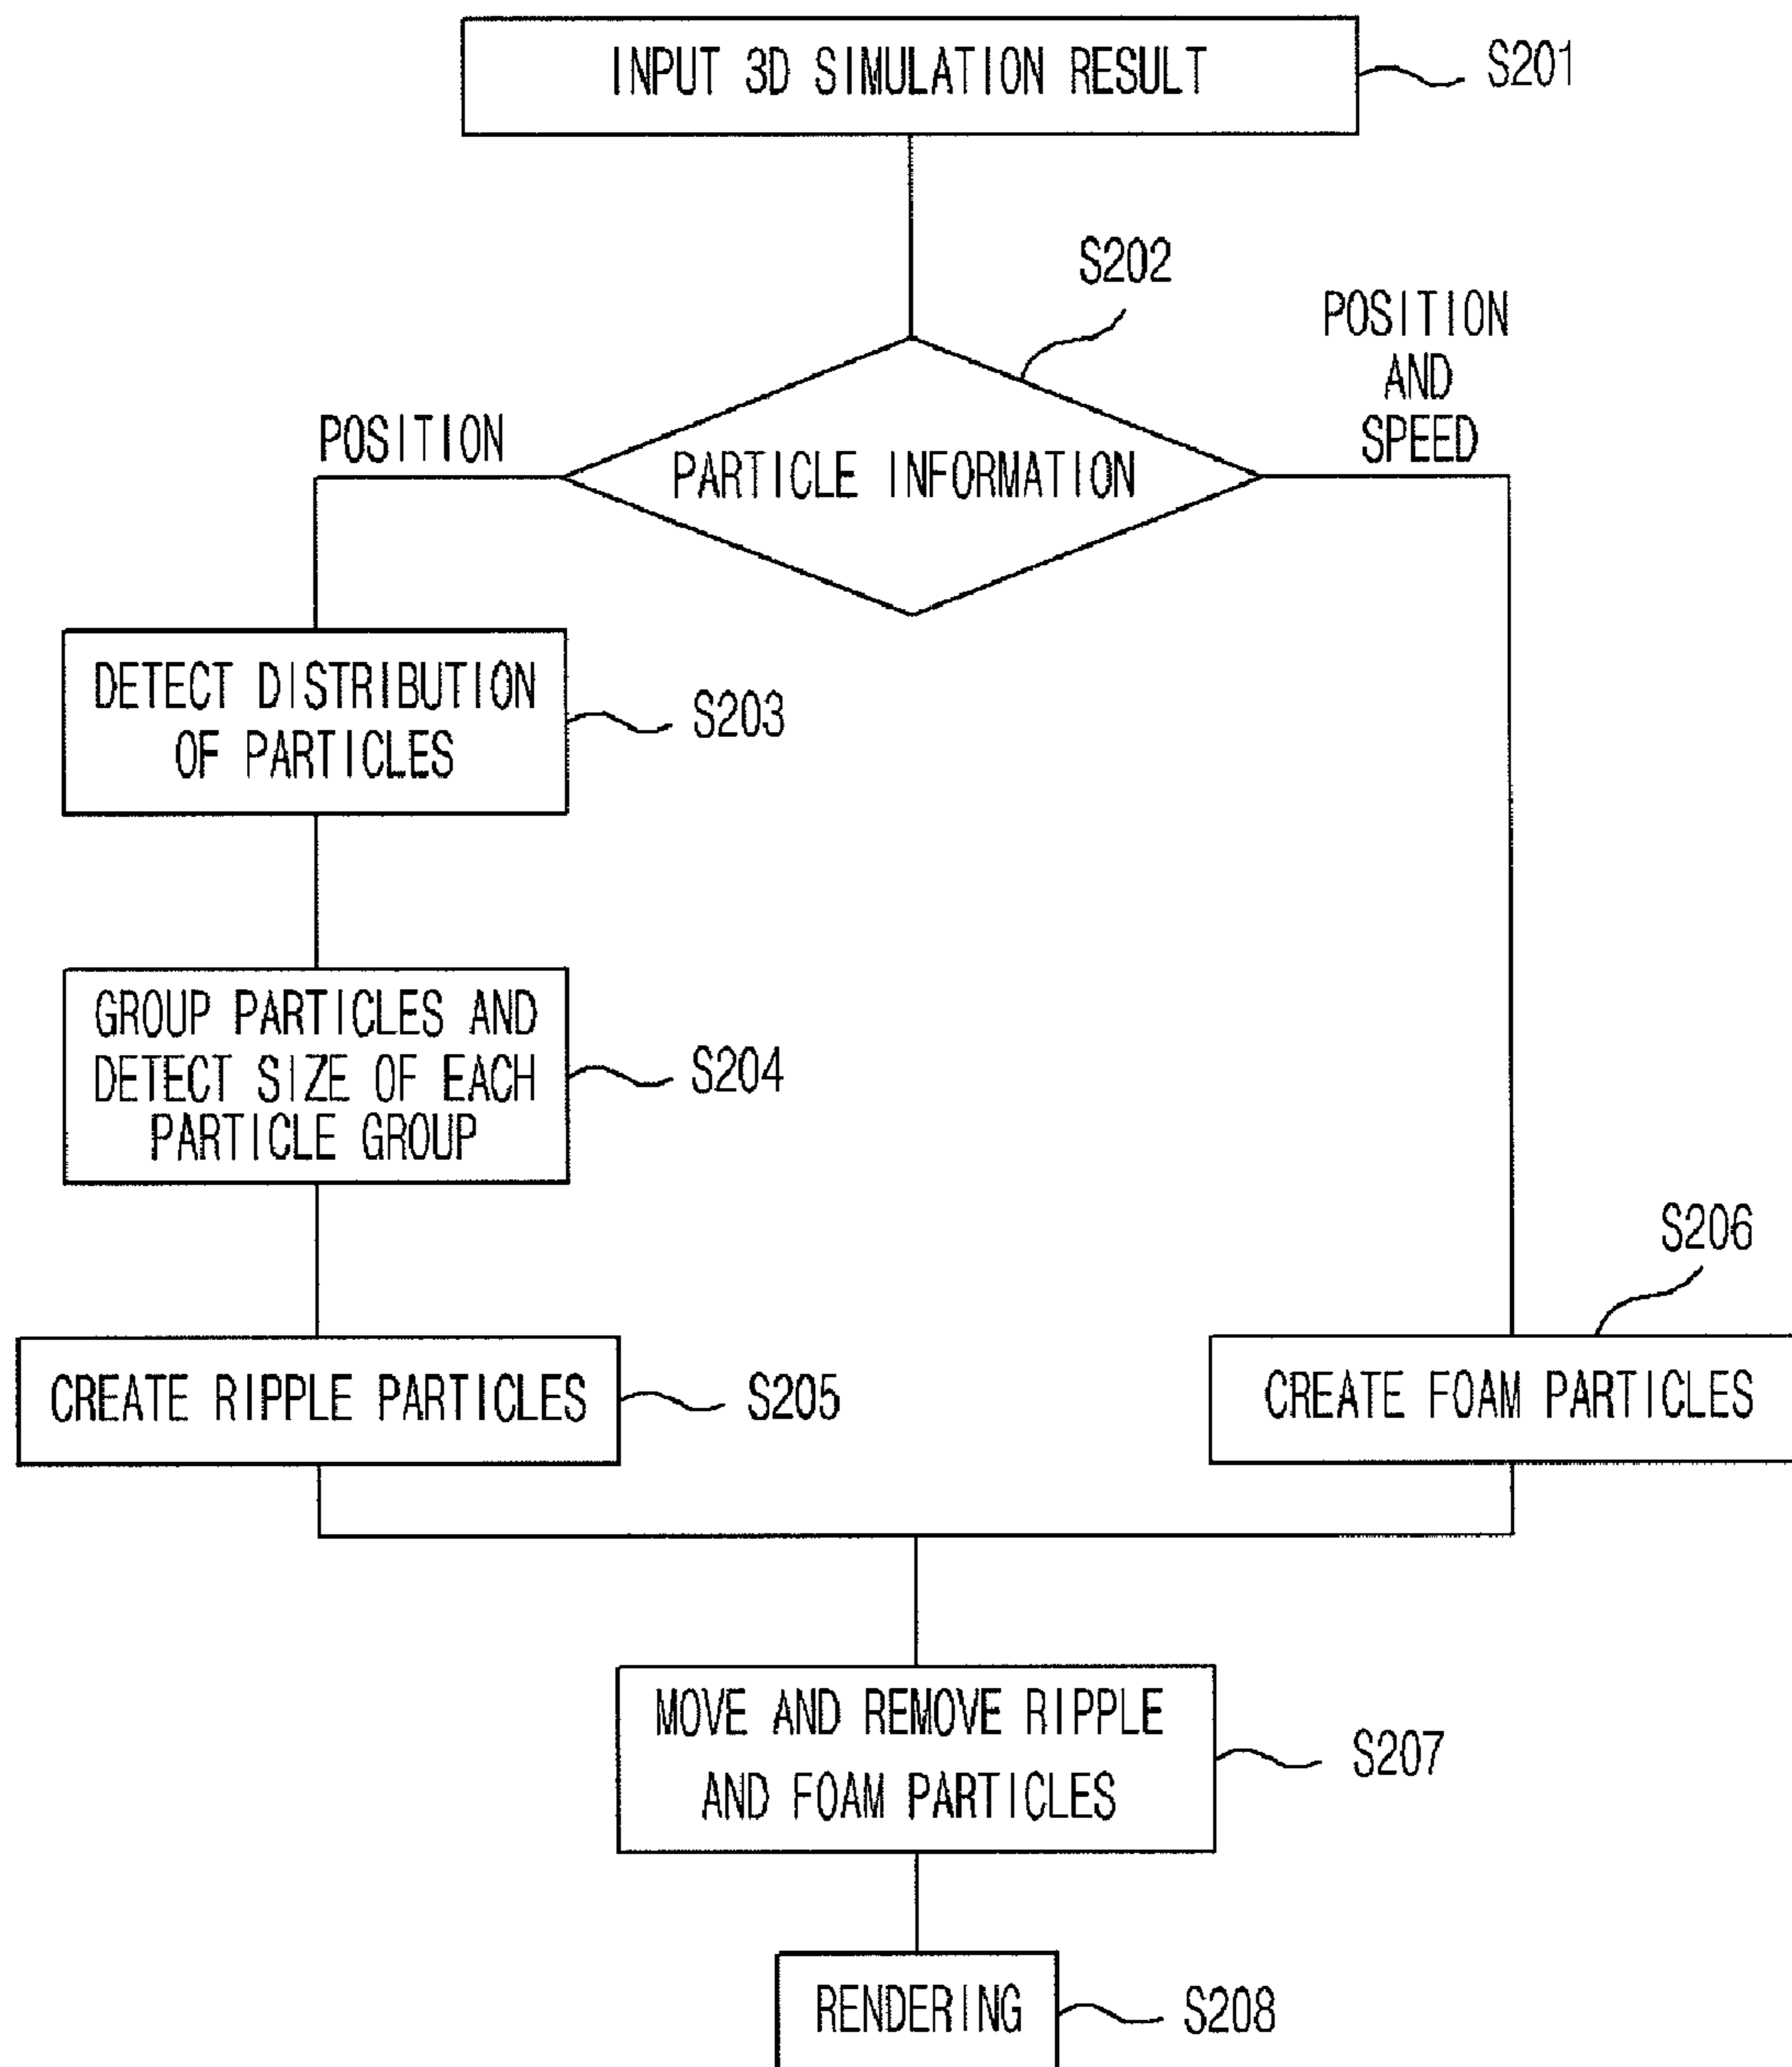 INPUT 3D SIMULATION RESULT
S201
S202
POSITION
AND
SPEED
POSITION
PARTICLE INFORMATION
DETECT DISTRIBUTION
OF PARTICLES
S203
GROUP PARTICLES AND
DETECT SIZE OF EACH
PARTICLE GROUP
S204
S206
CREATE RIPPLE PARTICLES
S205
CREATE FOAM PARTICLES
MOVE AND REMOVE RIPPLE
AND FOAM PARTICLES
S207
RENDERING
S208